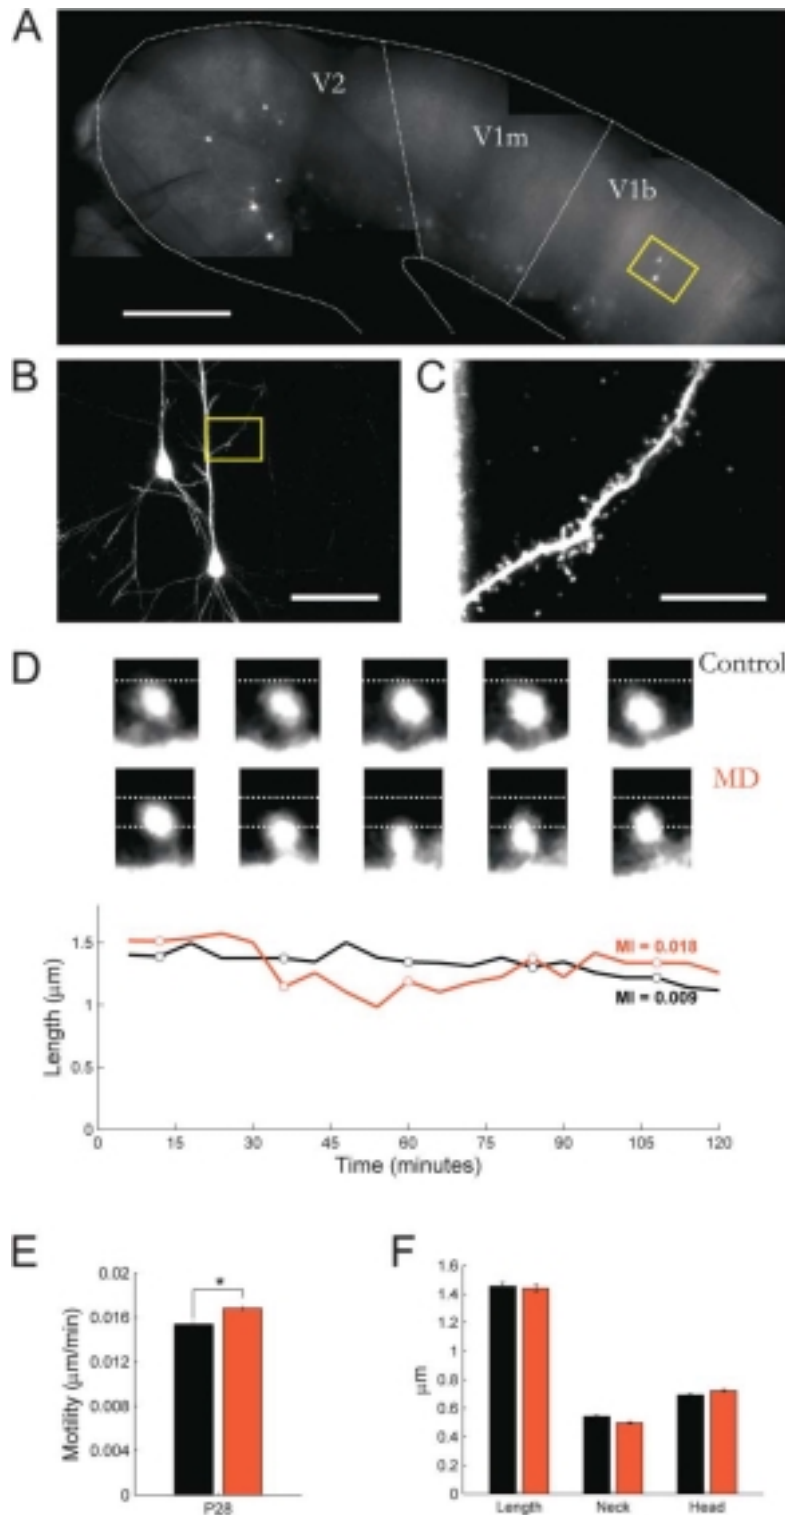 A
V2
V1m
V1b
B
C
D
Control
MD
1.5
1
0.5
0
Length (μm)
MI = 0.018
MI = 0.009
0 15 30 45 60 75 90 105 120
Time (minutes)
E
0.02
0.016
0.012
0.008
0.004
0
Motility (μm/min)
*
P28
F
1.6
1.4
1.2
1
0.8
0.6
0.4
0.2
0
μm
Length Neck Head